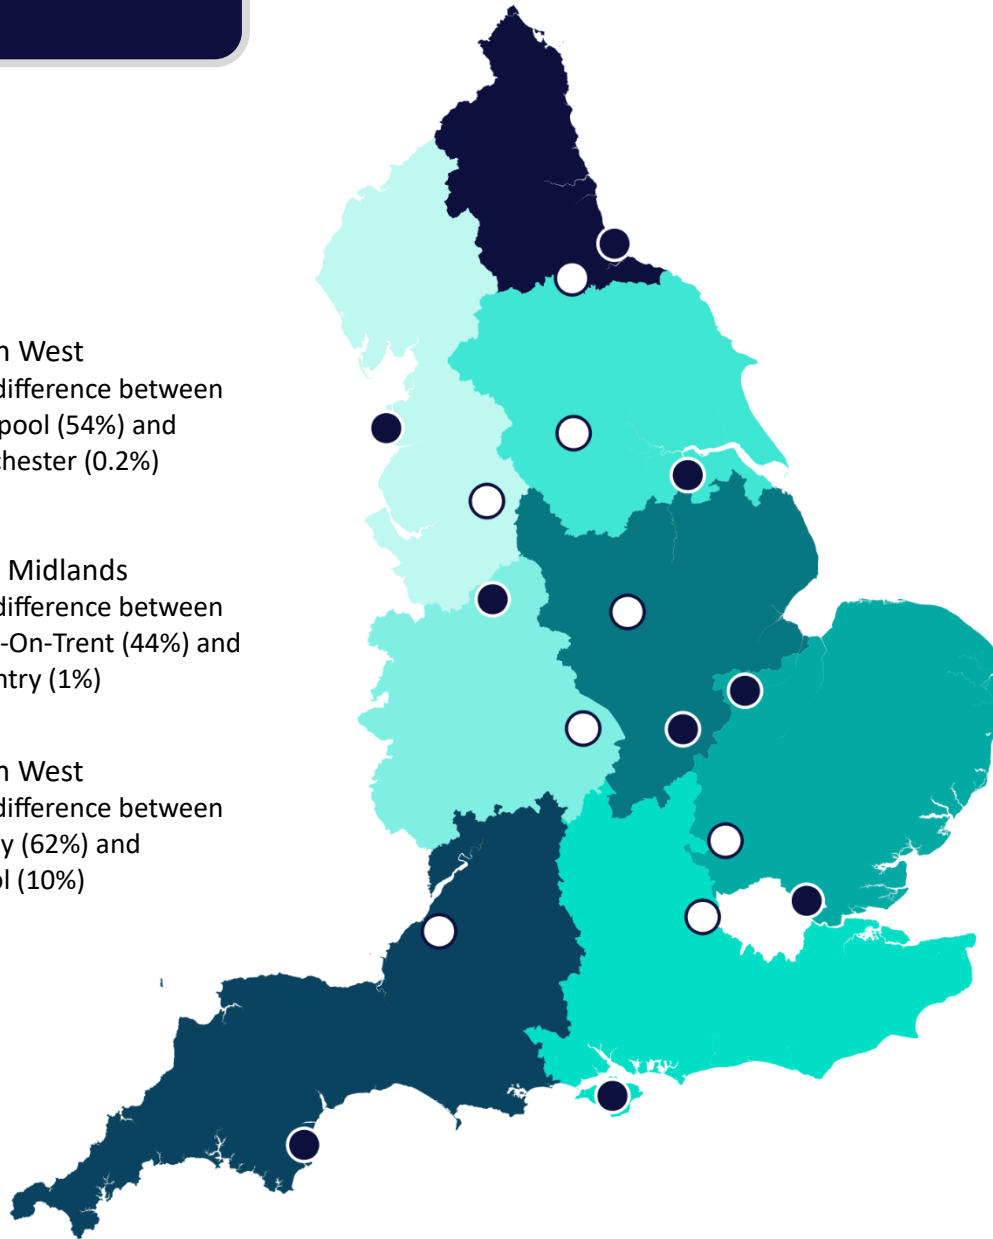 n West
difference between
pool (54%) and
chester (0.2%)
Midlands
difference between
-On-Trent (44%) and
ntry (1%)
n West
difference between
y (62%) and
ol (10%)